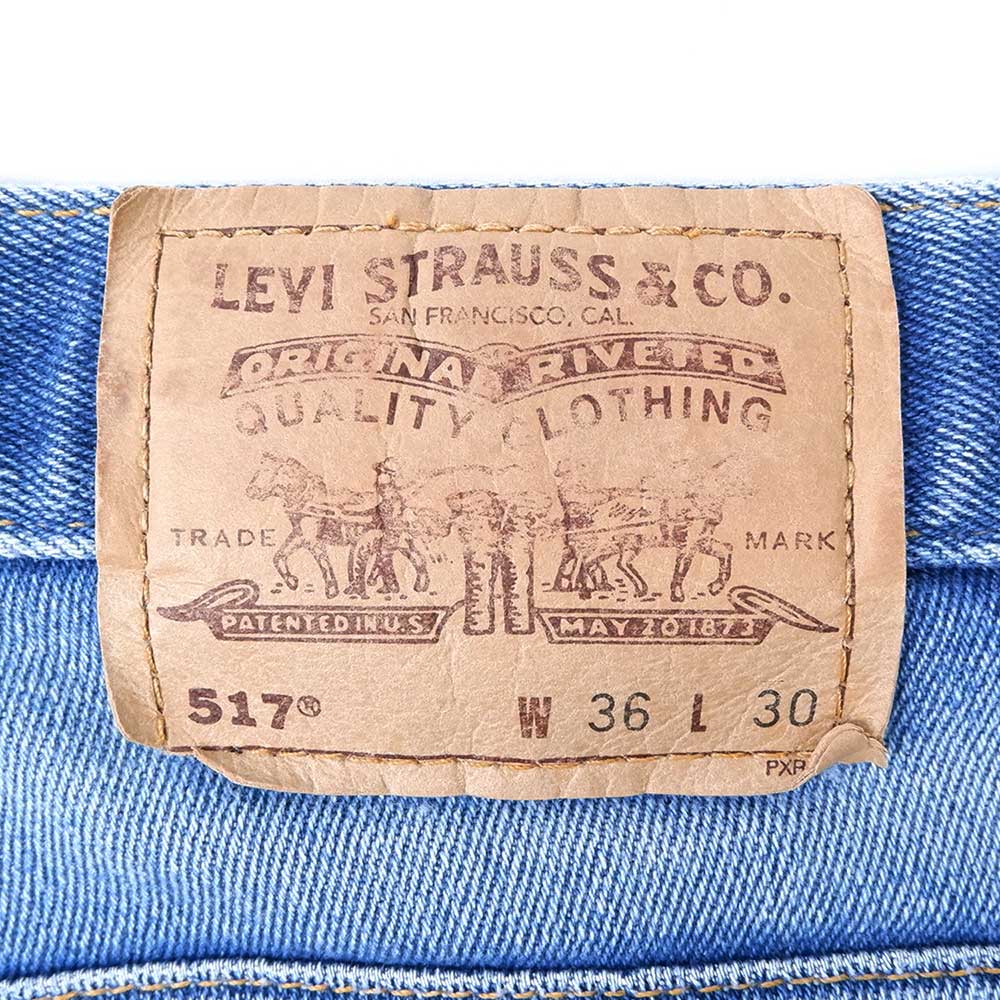 LEVI STRAUSS & CO.
SAN FRANCISCO, CAL.
ORIGINAL RIVETED
QUALITY CLOTHING
TRADE MARK
PATENTED IN U.S. MAY 20 1873
517® W 36 L 30
PXP